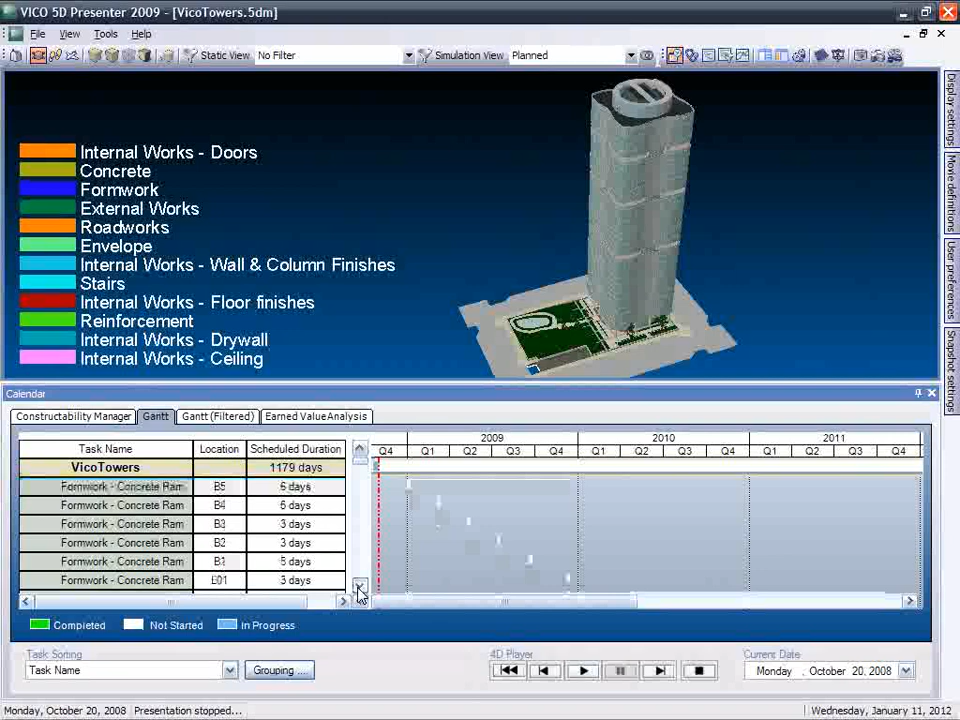 VICO 5D Presenter 2009 - [VicoTowers.5dm]
File View Tools Help
Static View No Filter Simulation View Planned
Display settings
Movie definitions
User preferences
Snapshot settings
Internal Works - Doors
Concrete
Formwork
External Works
Roadworks
Envelope
Internal Works - Wall & Column Finishes
Stairs
Internal Works - Floor finishes
Reinforcement
Internal Works - Drywall
Internal Works - Ceiling
Calendar
Constructability Manager Gantt Gantt (Filtered) Earned Value Analysis
2009 2010 2011
Task Name Location Scheduled Duration Q4 Q1 Q2 Q3 Q4 Q1 Q2 Q3 Q4 Q1 Q2 Q3 Q4
VicoTowers 1179 days
Formwork - Concrete Ram B5 6 days
Formwork - Concrete Ram B4 6 days
Formwork - Concrete Ram B3 3 days
Formwork - Concrete Ram B2 3 days
Formwork - Concrete Ram 5 days
Formwork - Concrete Ram 3 days
Completed Not Started In Progress
Task Sorting 4D Player Current Date
Task Name Grouping ... Monday , October 20, 2008
Monday, October 20, 2008 Presentation stopped... Wednesday, January 11, 2012